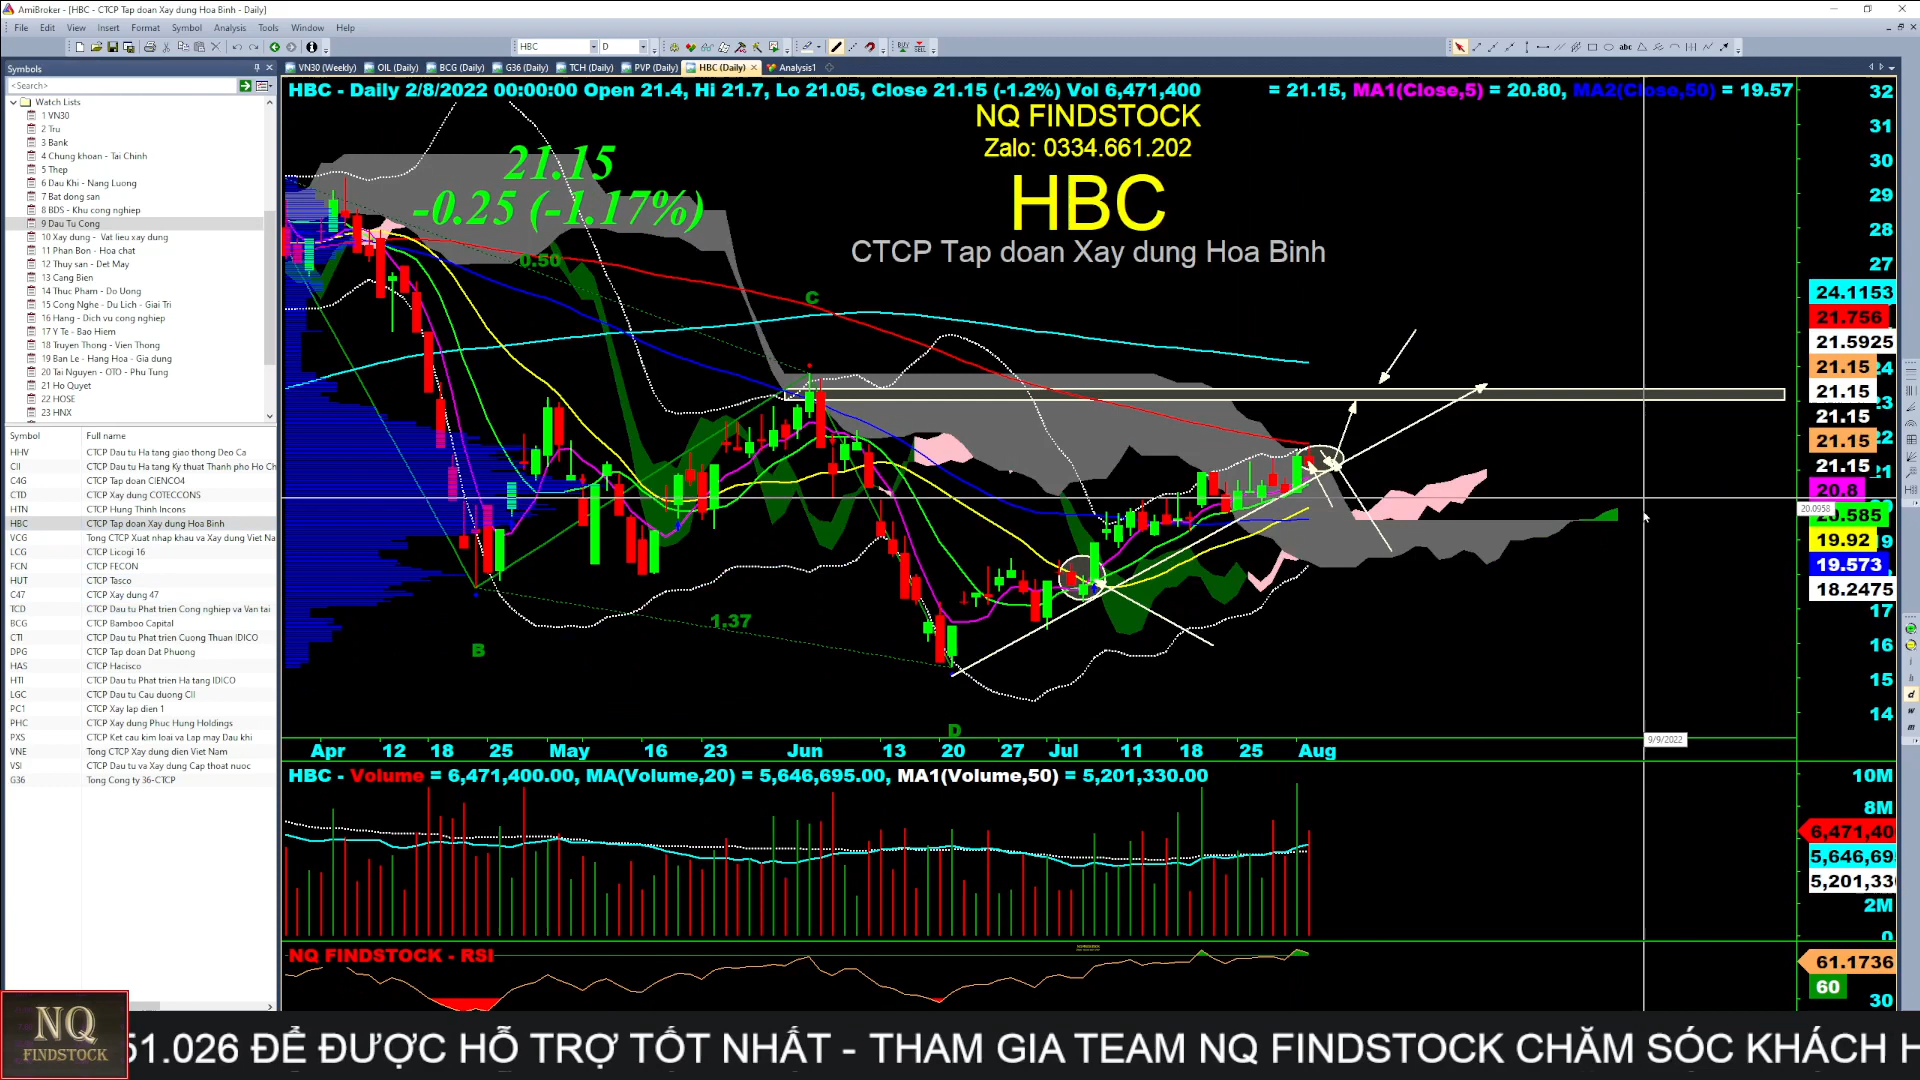 AmiBroker - [HBC - CTCP Tap doan Xay dung Hoa Binh - Daily]
File Edit View Insert Format Symbol Analysis Tools Window Help
HBC D
Symbols
VN30 (Weekly) OIL (Daily) BCG (Daily) G36 (Daily) TCH (Daily) PVP (Daily) HBC (Daily) Analysis1
<Search>
Watch Lists
1 VN30
2 Tru
3 Bank
4 Chung khoan - Tai Chinh
5 Thep
6 Dau Khi - Nang Luong
7 Bat dong san
8 BDS - Khu cong nghiep
9 Dau Tu Cong
10 Xay dung - Vat lieu xay dung
11 Phan Bon - Hoa chat
12 Thuy san - Det May
13 Cang Bien
14 Thuc Pham - Do Uong
15 Cong Nghe - Du Lich - Giai Tri
16 Hang - Dich vu cong nghiep
17 Y Te - Bao Hiem
18 Truyen Thong - Vien Thong
19 Ban Le - Hang Hoa - Gia dung
20 Tai Nguyen - OTO - Phu Tung
21 Ho Quyet
22 HOSE
23 HNX
Symbol Full name
HHV CTCP Dau tu Ha tang giao thong Deo Ca
CII CTCP Dau tu Ha tang Ky thuat Thanh pho Ho Ch
C4G CTCP Tap doan CIENCO4
CTD CTCP Xay dung COTECCONS
HTN CTCP Hung Thinh Incons
HBC CTCP Tap doan Xay dung Hoa Binh
VCG Tong CTCP Xuat nhap khau va Xay dung Viet Na
LCG CTCP Licogi 16
FCN CTCP FECON
HUT CTCP Tasco
C47 CTCP Xay dung 47
TCD CTCP Dau tu Phat trien Cong nghiep va Van tai
BCG CTCP Bamboo Capital
CTI CTCP Dau tu Phat trien Cuong Thuan IDICO
DPG CTCP Tap doan Dat Phuong
HAS CTCP Hacisco
HTI CTCP Dau tu Phat trien Ha tang IDICO
LGC CTCP Dau tu Cau duong CII
PC1 CTCP Xay lap dien 1
PHC CTCP Xay dung Phuc Hung Holdings
PXS CTCP Ket cau kim loai va Lap may Dau khi
VNE Tong CTCP Xay dung dien Viet Nam
VSI CTCP Dau tu va Xay dung Cap thoat nuoc
G36 Tong Cong ty 36-CTCP
HBC - Daily 2/8/2022 00:00:00 Open 21.4, Hi 21.7, Lo 21.05, Close 21.15 (-1.2%) Vol 6,471,400 = 21.15, MA1(Close,5) = 20.80, MA2(Close,50) = 19.57
NQ FINDSTOCK
Zalo: 0334.661.202
HBC
CTCP Tap doan Xay dung Hoa Binh
21.15
-0.25 (-1.17%)
0.50
C
1.37
B
D
32
31
30
29
28
27
24.1153
21.756
21.5925
21.15
21.15
23
21.15
22
21.15
21.15
21
20.8
20.0958
20.585
19.92
19
19.573
18.2475
17
16
15
14
9/9/2022
Apr 12 18 25 May 16 23 Jun 13 20 27 Jul 11 18 25 Aug
HBC - Volume = 6,471,400.00, MA(Volume,20) = 5,646,695.00, MA1(Volume,50) = 5,201,330.00
10M
8M
6,471,40
5,646,69
5,201,33
2M
0
NQ FINDSTOCK - RSI
61.1736
60
30
NQ
FINDSTOCK
51.026 ĐỂ ĐƯỢC HỖ TRỢ TỐT NHẤT - THAM GIA TEAM NQ FINDSTOCK CHĂM SÓC KHÁCH H